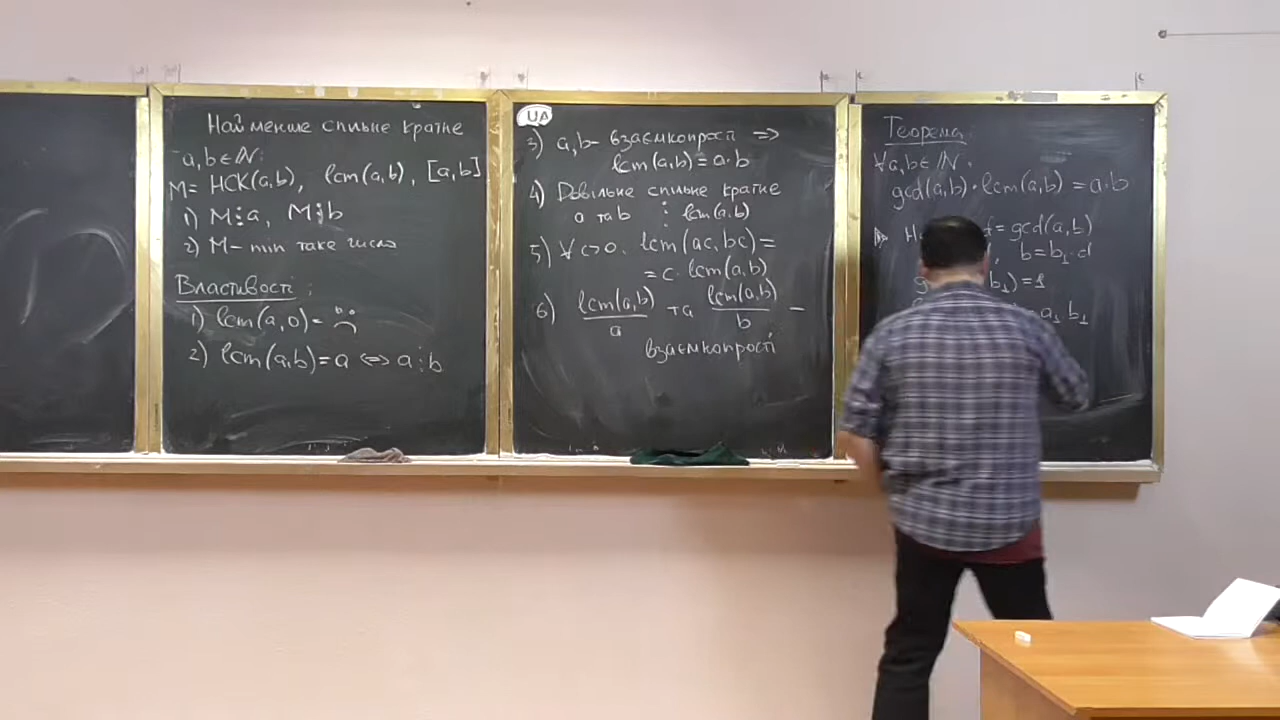 Найменше спільне кратне
a, b ∈ ℕ:
M = НСК(a,b), lcm(a,b), [a,b]
1) M⋮a, M⋮b
2) M – min таке число
Властивості:
1) lcm(a,0) =
2) lcm(a,b) = a ⟺ a⋮b
UA
3) a,b – взаємнопрості ⟹
lcm(a,b) = a·b
4) Довільне спільне кратне
a та b ⋮ lcm(a,b)
5) ∀c>0. lcm(ac,bc) =
= c·lcm(a,b)
6) lcm(a,b)/a та lcm(a,b)/b –
взаємнопрості
Теорема.
∀a,b ∈ ℕ.
gcd(a,b)·lcm(a,b) = a·b
d = gcd(a,b)
, b = b₁·d
b₁) = 1
= a₁b₁